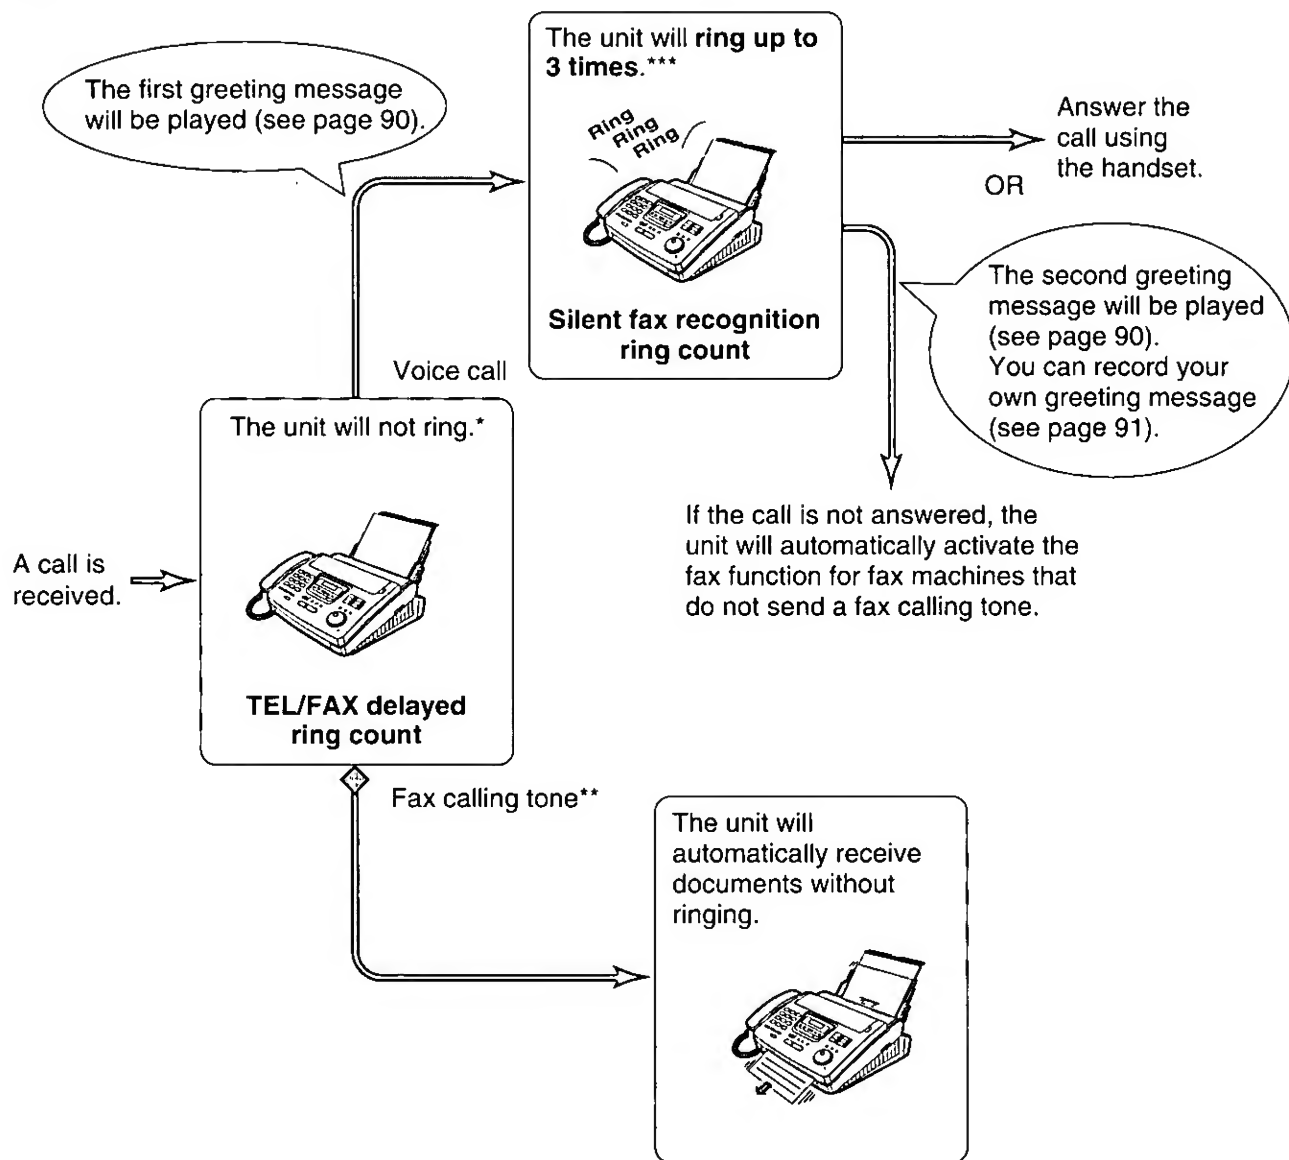 The unit will ring up to
3 times.***
The first greeting message
will be played (see page 90).
Ring
Ring
Ring
Answer the
call using
the handset.
OR
Silent fax recognition
ring count
The second greeting
message will be played
(see page 90).
You can record your
own greeting message
(see page 91).
Voice call
The unit will not ring.*
If the call is not answered, the
unit will automatically activate the
fax function for fax machines that
do not send a fax calling tone.
A call is
received.
TEL/FAX delayed
ring count
Fax calling tone**
The unit will
automatically receive
documents without
ringing.